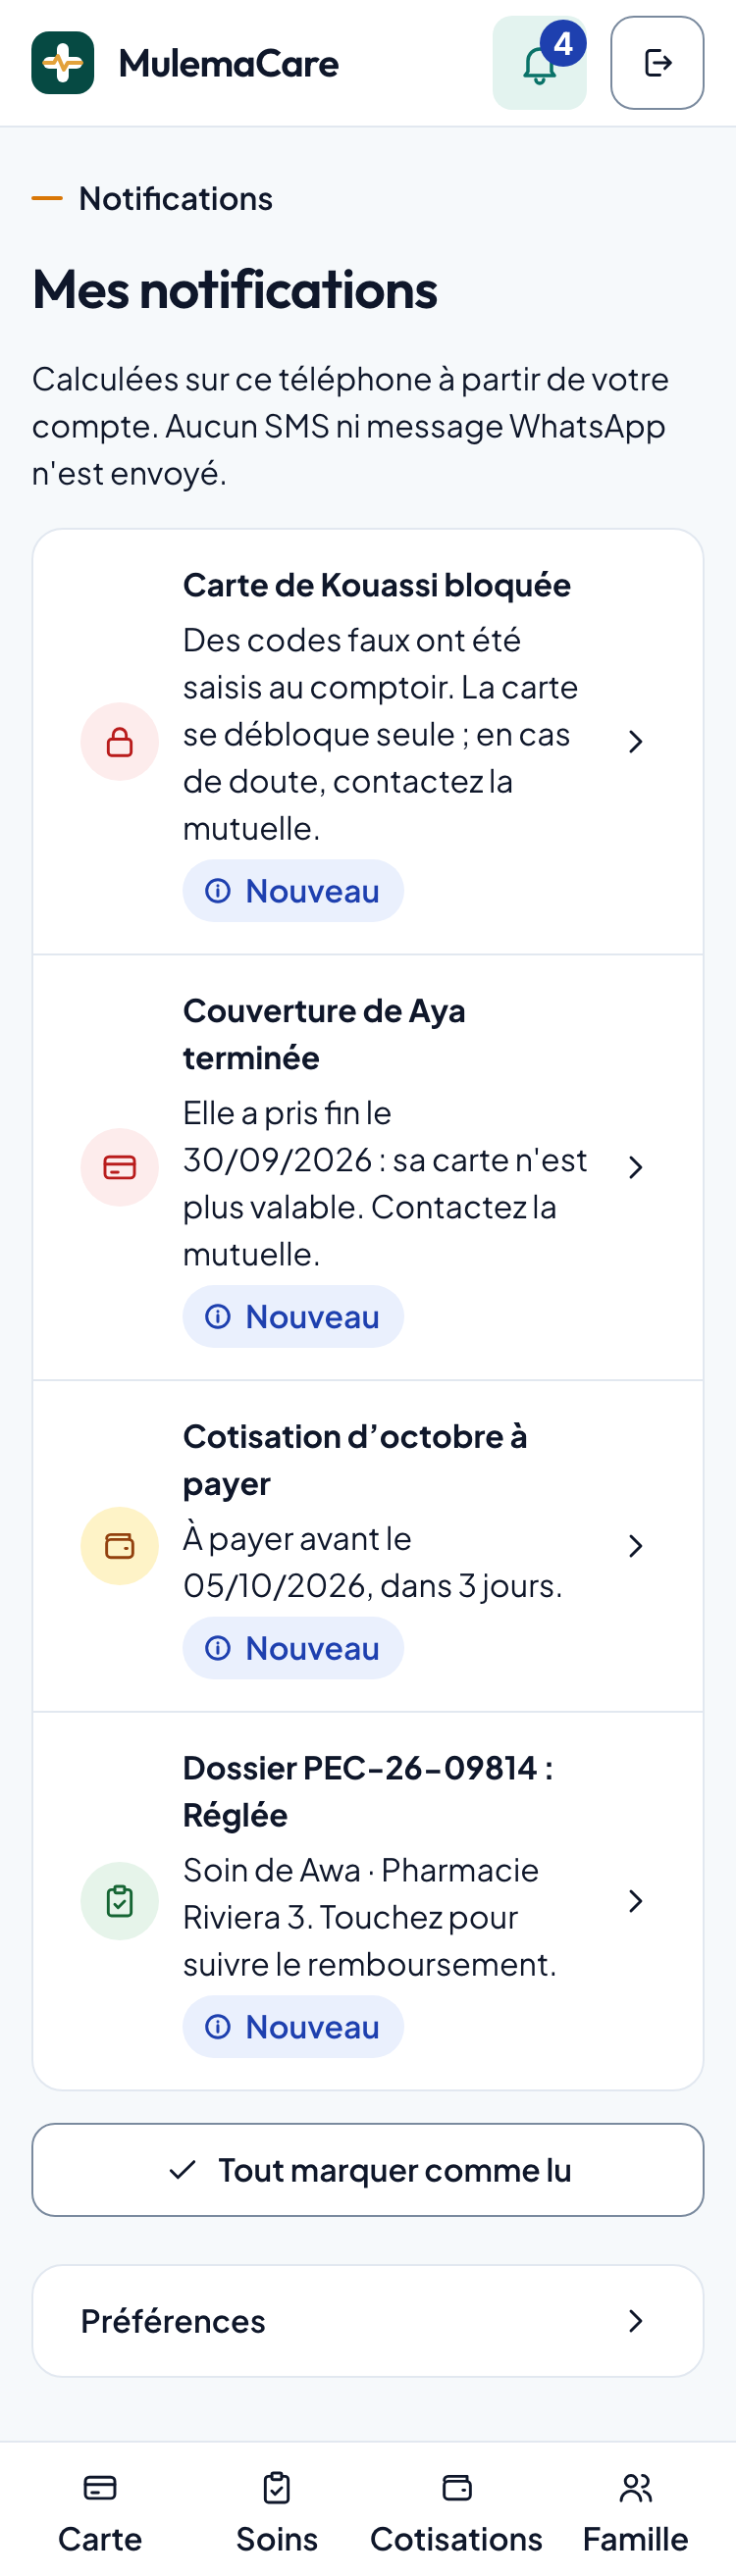 MulemaCare
4
Notifications
Mes notifications
Calculées sur ce téléphone à partir de votre
compte. Aucun SMS ni message WhatsApp
n'est envoyé.
Carte de Kouassi bloquée
Des codes faux ont été
saisis au comptoir. La carte
se débloque seule ; en cas
de doute, contactez la
mutuelle.
Nouveau
Couverture de Aya
terminée
Elle a pris fin le
30/09/2026 : sa carte n'est
plus valable. Contactez la
mutuelle.
Nouveau
Cotisation d’octobre à
payer
À payer avant le
05/10/2026, dans 3 jours.
Nouveau
Dossier PEC-26-09814 :
Réglée
Soin de Awa · Pharmacie
Riviera 3. Touchez pour
suivre le remboursement.
Nouveau
Tout marquer comme lu
Préférences
Carte
Soins
Cotisations
Famille